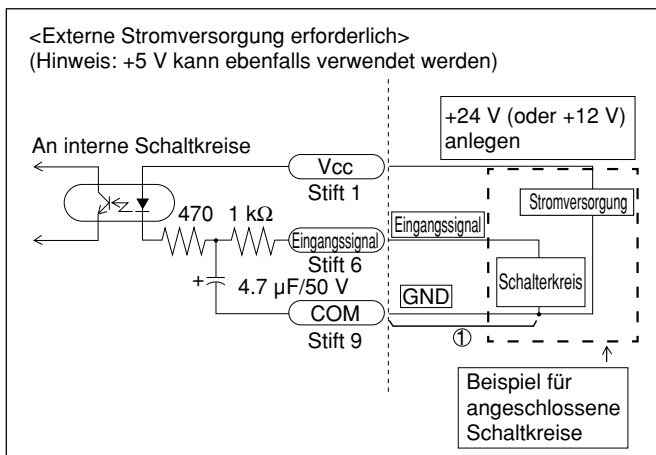 <Externe Stromversorgung erforderlich>
(Hinweis: +5 V kann ebenfalls verwendet werden)
+24 V (oder +12 V)
anlegen
An interne Schaltkreise
Vcc
Stift 1
Stromversorgung
470
1 kΩ
Eingangssignal
Eingangssignal
Stift 6
Schalterkreis
+
4.7 µF/50 V
GND
COM
①
Stift 9
Beispiel für
angeschlossene
Schaltkreise